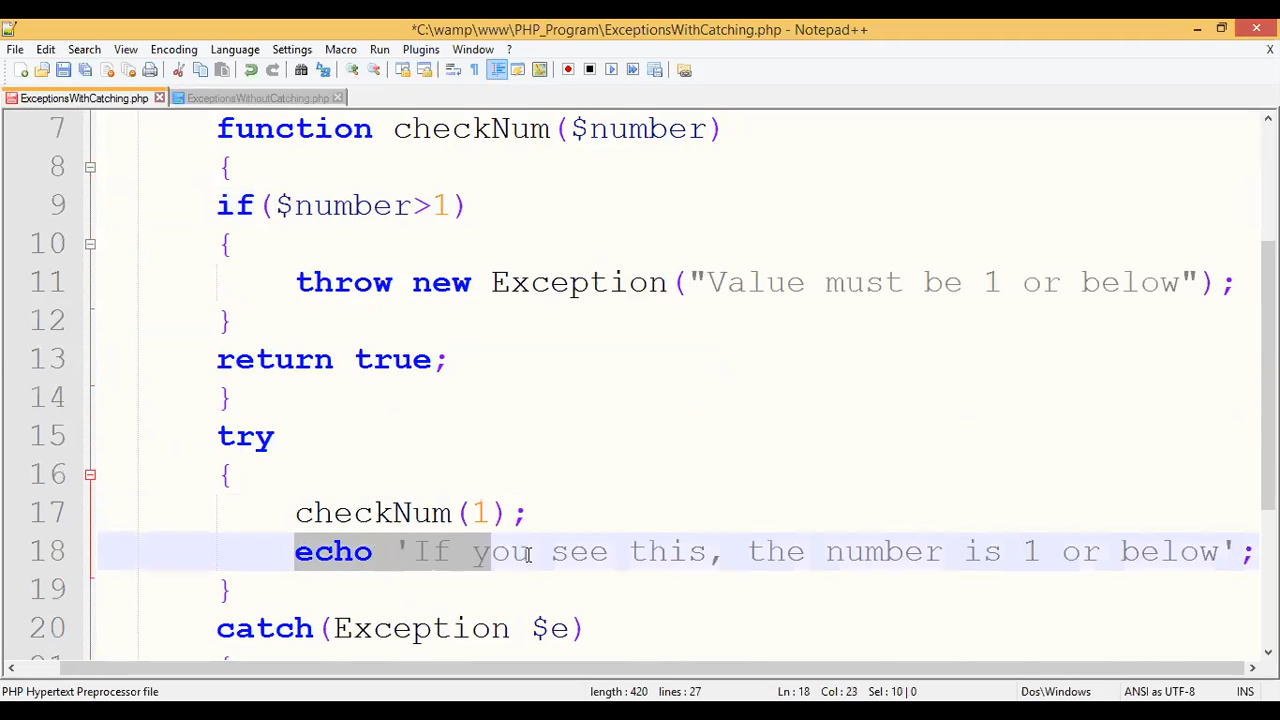 *C:\wamp\www\PHP_Program\ExceptionsWithCatching.php - Notepad++
File Edit Search View Encoding Language Settings Macro Run Plugins Window ? X
ExceptionsWithCatching.php ExceptionsWithoutCatching.php
7 function checkNum($number)
8 {
9 if($number>1)
10 {
11 throw new Exception("Value must be 1 or below");
12 }
13 return true;
14 }
15 try
16 {
17 checkNum(1);
18 echo 'If you see this, the number is 1 or below';
19 }
20 catch(Exception $e)
PHP Hypertext Preprocessor file length : 420 lines : 27 Ln : 18 Col : 23 Sel : 10 | 0 Dos\Windows ANSI as UTF-8 INS